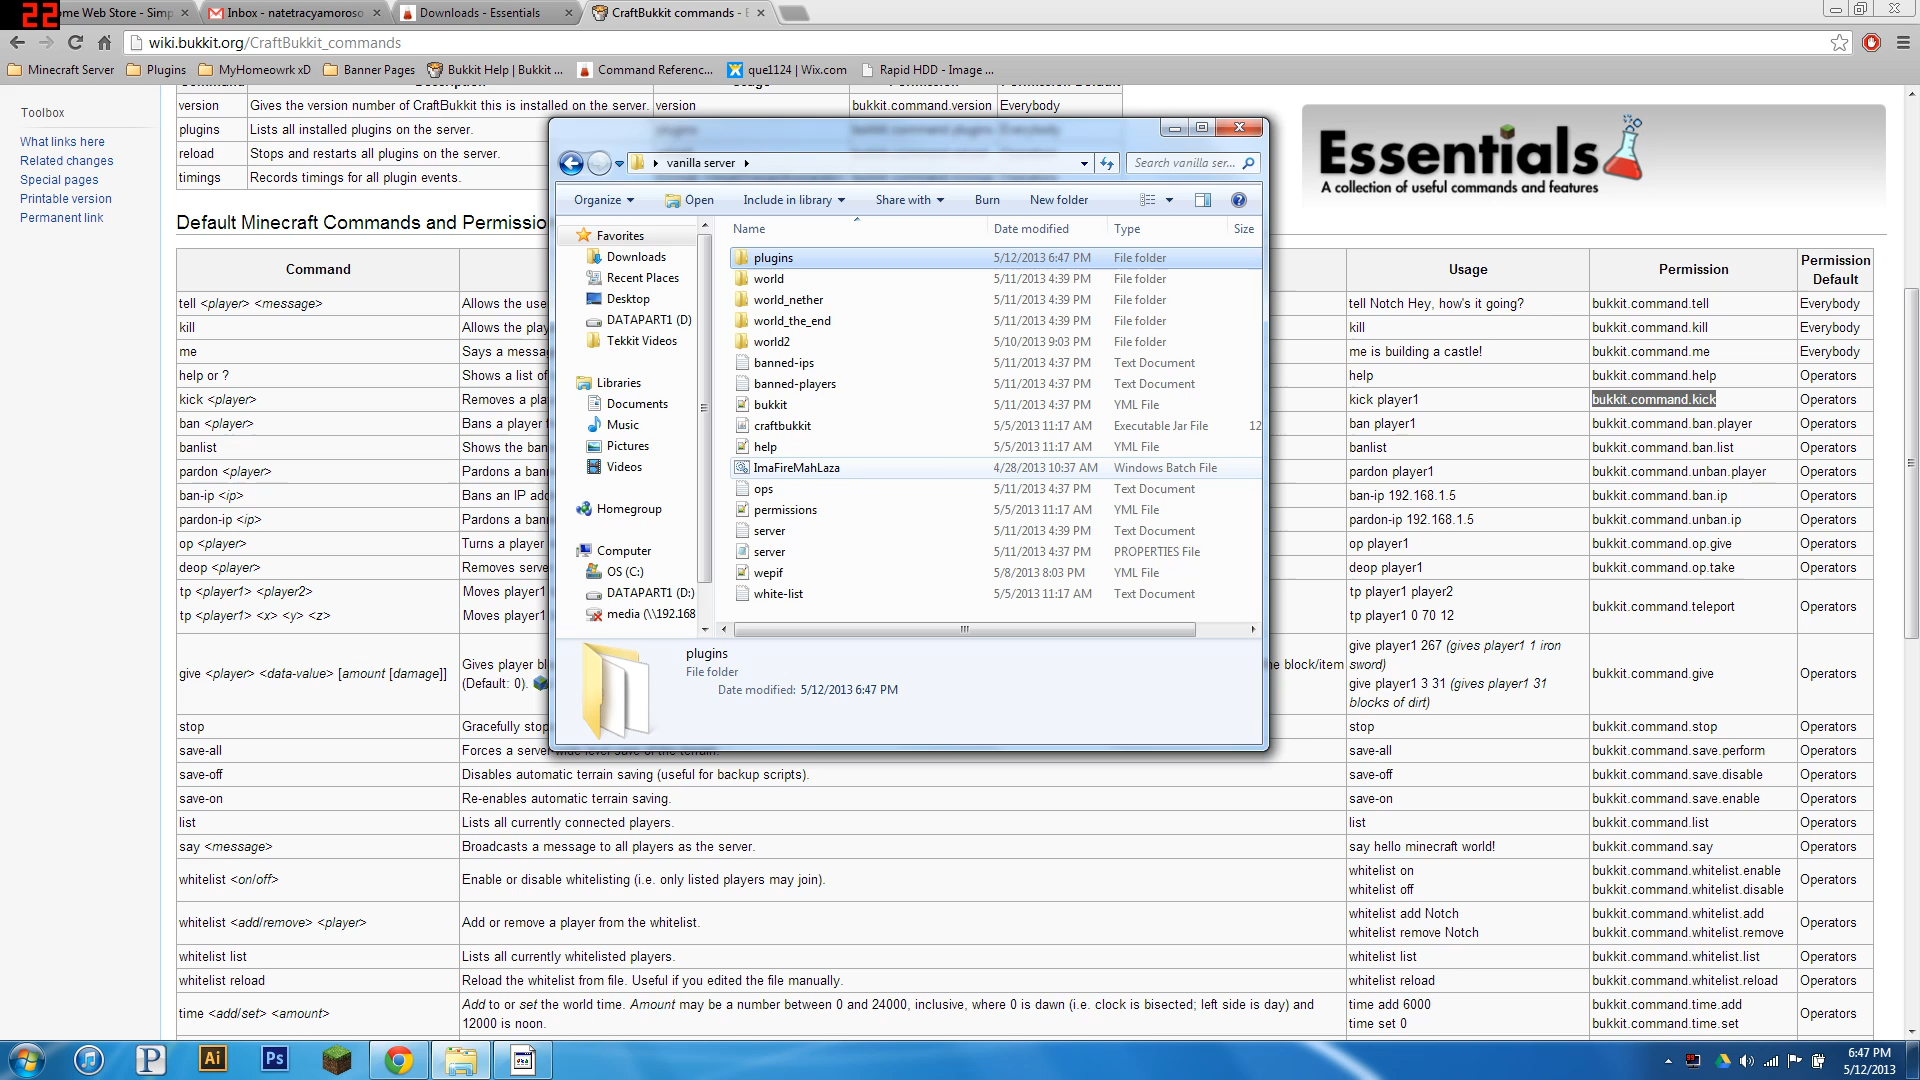 22
ome Web Store - Simp
Inbox - natetracyamoroso
Downloads - Essentials
CraftBukkit commands - E
wiki.bukkit.org/CraftBukkit_commands
Minecraft Server
Plugins
MyHomeowrk xD
Banner Pages
Bukkit Help | Bukkit ...
Command Referenc...
que1124 | Wix.com
Rapid HDD - Image ...
Toolbox
What links here
Related changes
Special pages
Printable version
Permanent link
version Gives the version number of CraftBukkit this is installed on the server. version bukkit.command.version Everybody
plugins Lists all installed plugins on the server.
reload Stops and restarts all plugins on the server.
timings Records timings for all plugin events.
Essentials
A collection of useful commands and features
Default Minecraft Commands and Permissio
Command Usage Permission Permission
Default
tell <player> <message> Allows the use tell Notch Hey, how's it going? bukkit.command.tell Everybody
kill Allows the play kill bukkit.command.kill Everybody
me Says a messag me is building a castle! bukkit.command.me Everybody
help or ? Shows a list of help bukkit.command.help Operators
kick <player> Removes a pla kick player1 bukkit.command.kick Operators
ban <player> Bans a player f ban player1 bukkit.command.ban.player Operators
banlist Shows the ban banlist bukkit.command.ban.list Operators
pardon <player> Pardons a bann pardon player1 bukkit.command.unban.player Operators
ban-ip <ip> Bans an IP add ban-ip 192.168.1.5 bukkit.command.ban.ip Operators
pardon-ip <ip> Pardons a bann pardon-ip 192.168.1.5 bukkit.command.unban.ip Operators
op <player> Turns a player op player1 bukkit.command.op.give Operators
deop <player> Removes serve deop player1 bukkit.command.op.take Operators
tp <player1> <player2> Moves player1 tp player1 player2
tp <player1> <x> <y> <z> Moves player1 tp player1 0 70 12 bukkit.command.teleport Operators
give <player> <data-value> [amount [damage]] Gives player bl he block/item
(Default: 0).
give player1 267 (gives player1 1 iron
sword)
give player1 3 31 (gives player1 31
blocks of dirt)
bukkit.command.give Operators
stop Gracefully stop stop bukkit.command.stop Operators
save-all Forces a server-wide level save of the terrain. save-all bukkit.command.save.perform Operators
save-off Disables automatic terrain saving (useful for backup scripts). save-off bukkit.command.save.disable Operators
save-on Re-enables automatic terrain saving. save-on bukkit.command.save.enable Operators
list Lists all currently connected players. list bukkit.command.list Operators
say <message> Broadcasts a message to all players as the server. say hello minecraft world! bukkit.command.say Operators
whitelist <on/off> Enable or disable whitelisting (i.e. only listed players may join). whitelist on bukkit.command.whitelist.enable Operators
whitelist off bukkit.command.whitelist.disable
whitelist <add/remove> <player> Add or remove a player from the whitelist. whitelist add Notch bukkit.command.whitelist.add Operators
whitelist remove Notch bukkit.command.whitelist.remove
whitelist list Lists all currently whitelisted players. whitelist list bukkit.command.whitelist.list Operators
whitelist reload Reload the whitelist from file. Useful if you edited the file manually. whitelist reload bukkit.command.whitelist.reload Operators
time <add/set> <amount> Add to or set the world time. Amount may be a number between 0 and 24000, inclusive, where 0 is dawn (i.e. clock is bisected; left side is day) and time add 6000 bukkit.command.time.add Operators
12000 is noon. time set 0 bukkit.command.time.set
vanilla server
Search vanilla ser...
Organize Open Include in library Share with Burn New folder
Favorites
Downloads
Recent Places
Desktop
DATAPART1 (D)
Tekkit Videos
Libraries
Documents
Music
Pictures
Videos
Homegroup
Computer
OS (C:)
DATAPART1 (D:)
media (\\192.168
Name Date modified Type Size
plugins 5/12/2013 6:47 PM File folder
world 5/11/2013 4:39 PM File folder
world_nether 5/11/2013 4:39 PM File folder
world_the_end 5/11/2013 4:39 PM File folder
world2 5/10/2013 9:03 PM File folder
banned-ips 5/11/2013 4:37 PM Text Document
banned-players 5/11/2013 4:37 PM Text Document
bukkit 5/11/2013 4:37 PM YML File
craftbukkit 5/5/2013 11:17 AM Executable Jar File 12
help 5/5/2013 11:17 AM YML File
ImaFireMahLaza 4/28/2013 10:37 AM Windows Batch File
ops 5/11/2013 4:37 PM Text Document
permissions 5/5/2013 11:17 AM YML File
server 5/11/2013 4:39 PM Text Document
server 5/11/2013 4:37 PM PROPERTIES File
wepif 5/8/2013 8:03 PM YML File
white-list 5/5/2013 11:17 AM Text Document
plugins
File folder
Date modified: 5/12/2013 6:47 PM
P
Ai
Ps
6:47 PM
5/12/2013